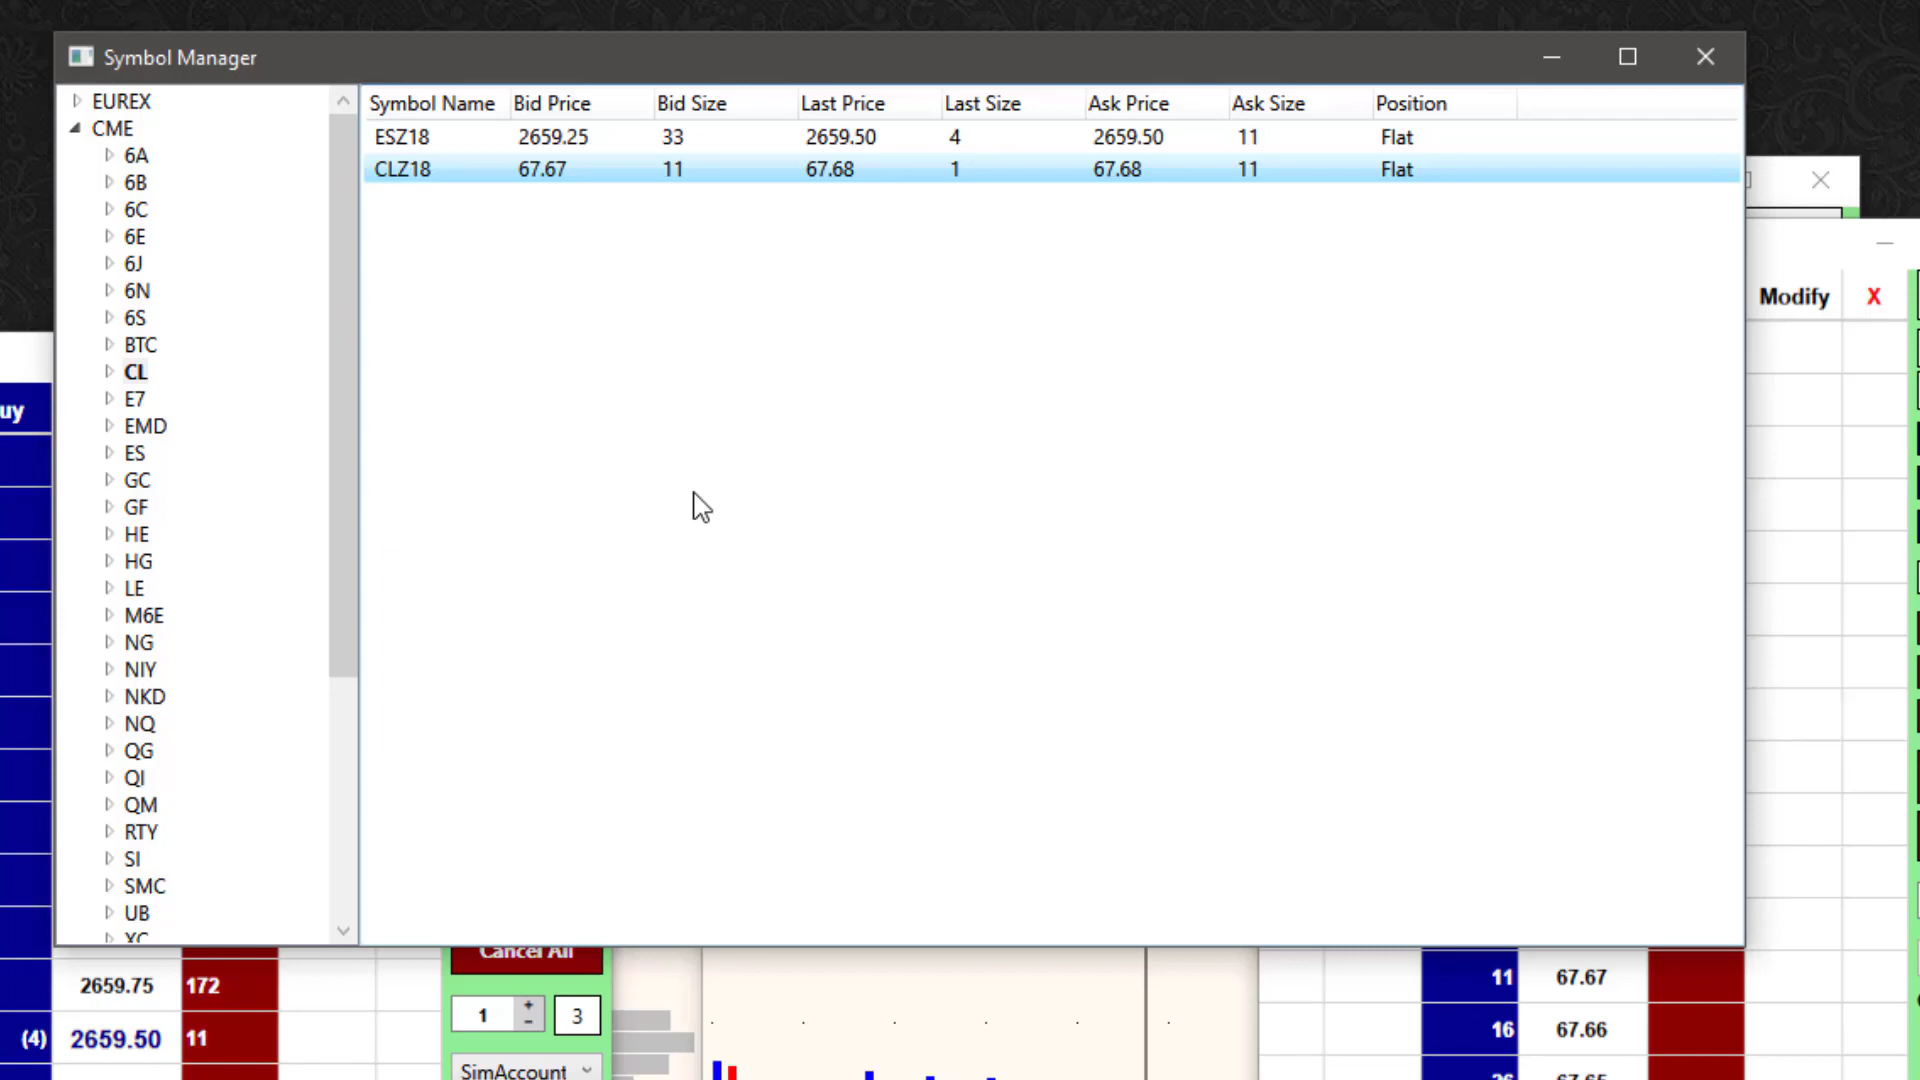 Symbol Manager
EUREX
CME
6A
6B
6C
6E
6J
6N
6S
BTC
CL
E7
EMD
ES
GC
GF
HE
HG
LE
M6E
NG
NIY
NKD
NQ
QG
QI
QM
RTY
SI
SMC
UB
XC
Symbol Name Bid Price Bid Size Last Price Last Size Ask Price Ask Size Position
ESZ18 2659.25 33 2659.50 4 2659.50 11 Flat
CLZ18 67.67 11 67.68 1 67.68 11 Flat
Modify X
uy
2659.75 172
(4) 2659.50 11
Cancel All
1 + - 3
SimAccount
11 67.67
16 67.66
67.65